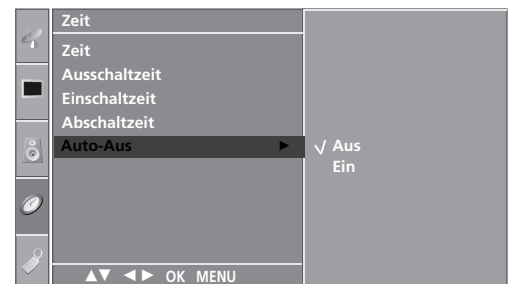 Zeit
Zeit
Ausschaltzeit
Einschaltzeit
Abschaltzeit
Auto-Aus ►
√ Aus
Ein
▲▼ ◄► OK MENU